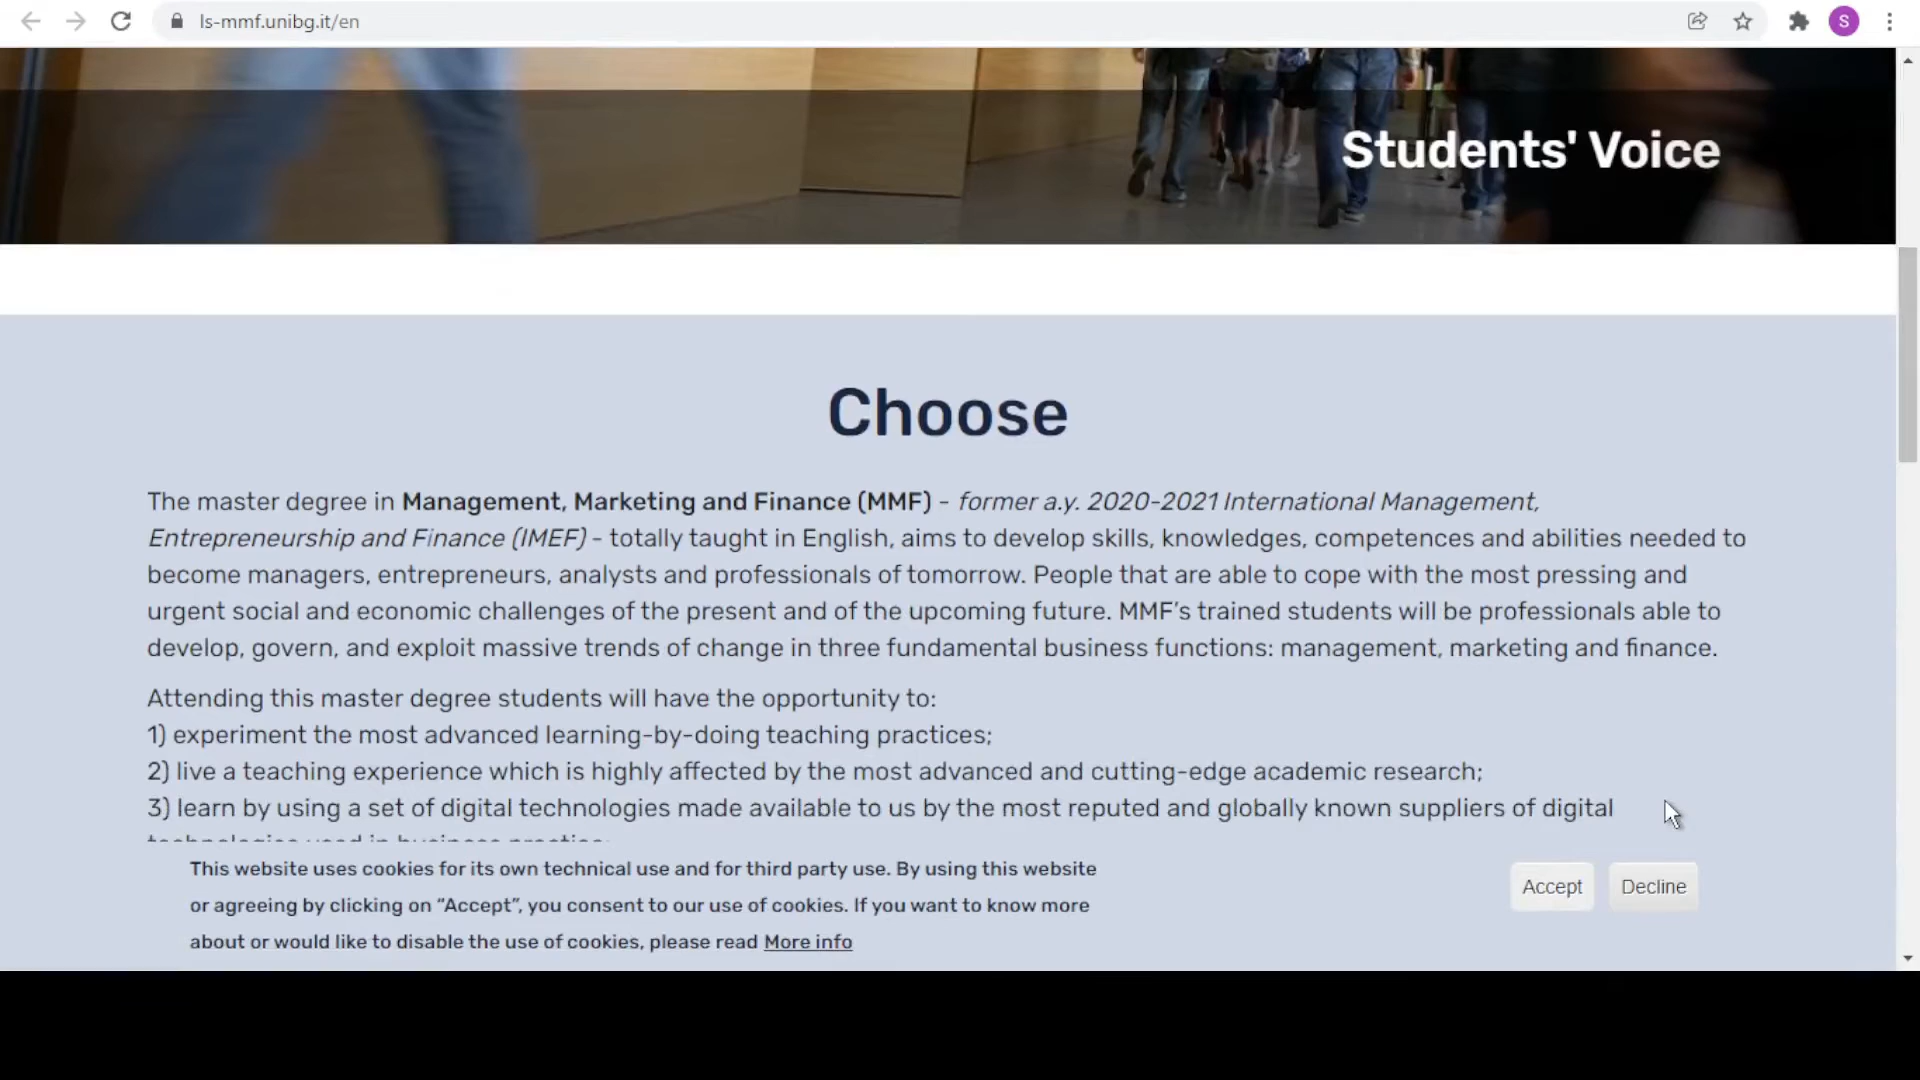 ls-mmf.unibg.it/en
S
Students' Voice
Choose
The master degree in Management, Marketing and Finance (MMF) - former a.y. 2020-2021 International Management,
Entrepreneurship and Finance (IMEF) - totally taught in English, aims to develop skills, knowledges, competences and abilities needed to
become managers, entrepreneurs, analysts and professionals of tomorrow. People that are able to cope with the most pressing and
urgent social and economic challenges of the present and of the upcoming future. MMF's trained students will be professionals able to
develop, govern, and exploit massive trends of change in three fundamental business functions: management, marketing and finance.
Attending this master degree students will have the opportunity to:
1) experiment the most advanced learning-by-doing teaching practices;
2) live a teaching experience which is highly affected by the most advanced and cutting-edge academic research;
3) learn by using a set of digital technologies made available to us by the most reputed and globally known suppliers of digital
technologies used in business practice;
This website uses cookies for its own technical use and for third party use. By using this website
or agreeing by clicking on “Accept”, you consent to our use of cookies. If you want to know more
about or would like to disable the use of cookies, please read More info
Accept
Decline